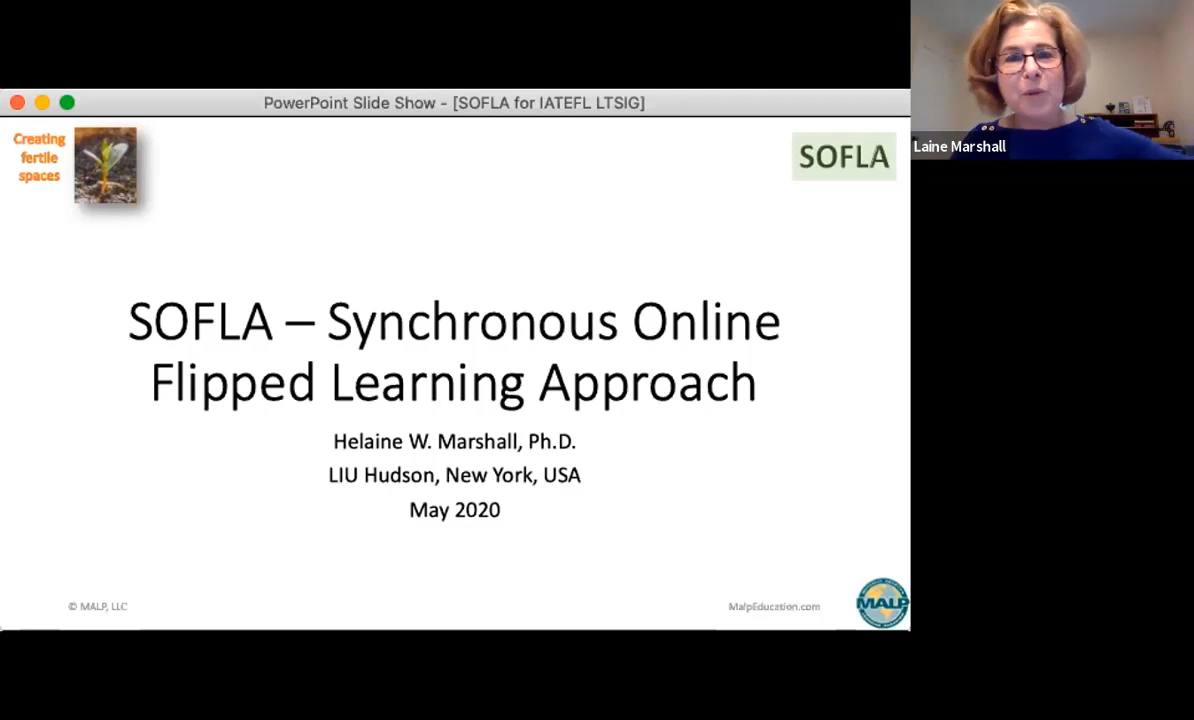 PowerPoint Slide Show - [SOFLA for IATEFL LTSIG]
Creating
fertile
spaces
SOFLA
Laine Marshall
SOFLA – Synchronous Online
Flipped Learning Approach
Helaine W. Marshall, Ph.D.
LIU Hudson, New York, USA
May 2020
© MALP, LLC
MalpEducation.com
MALP